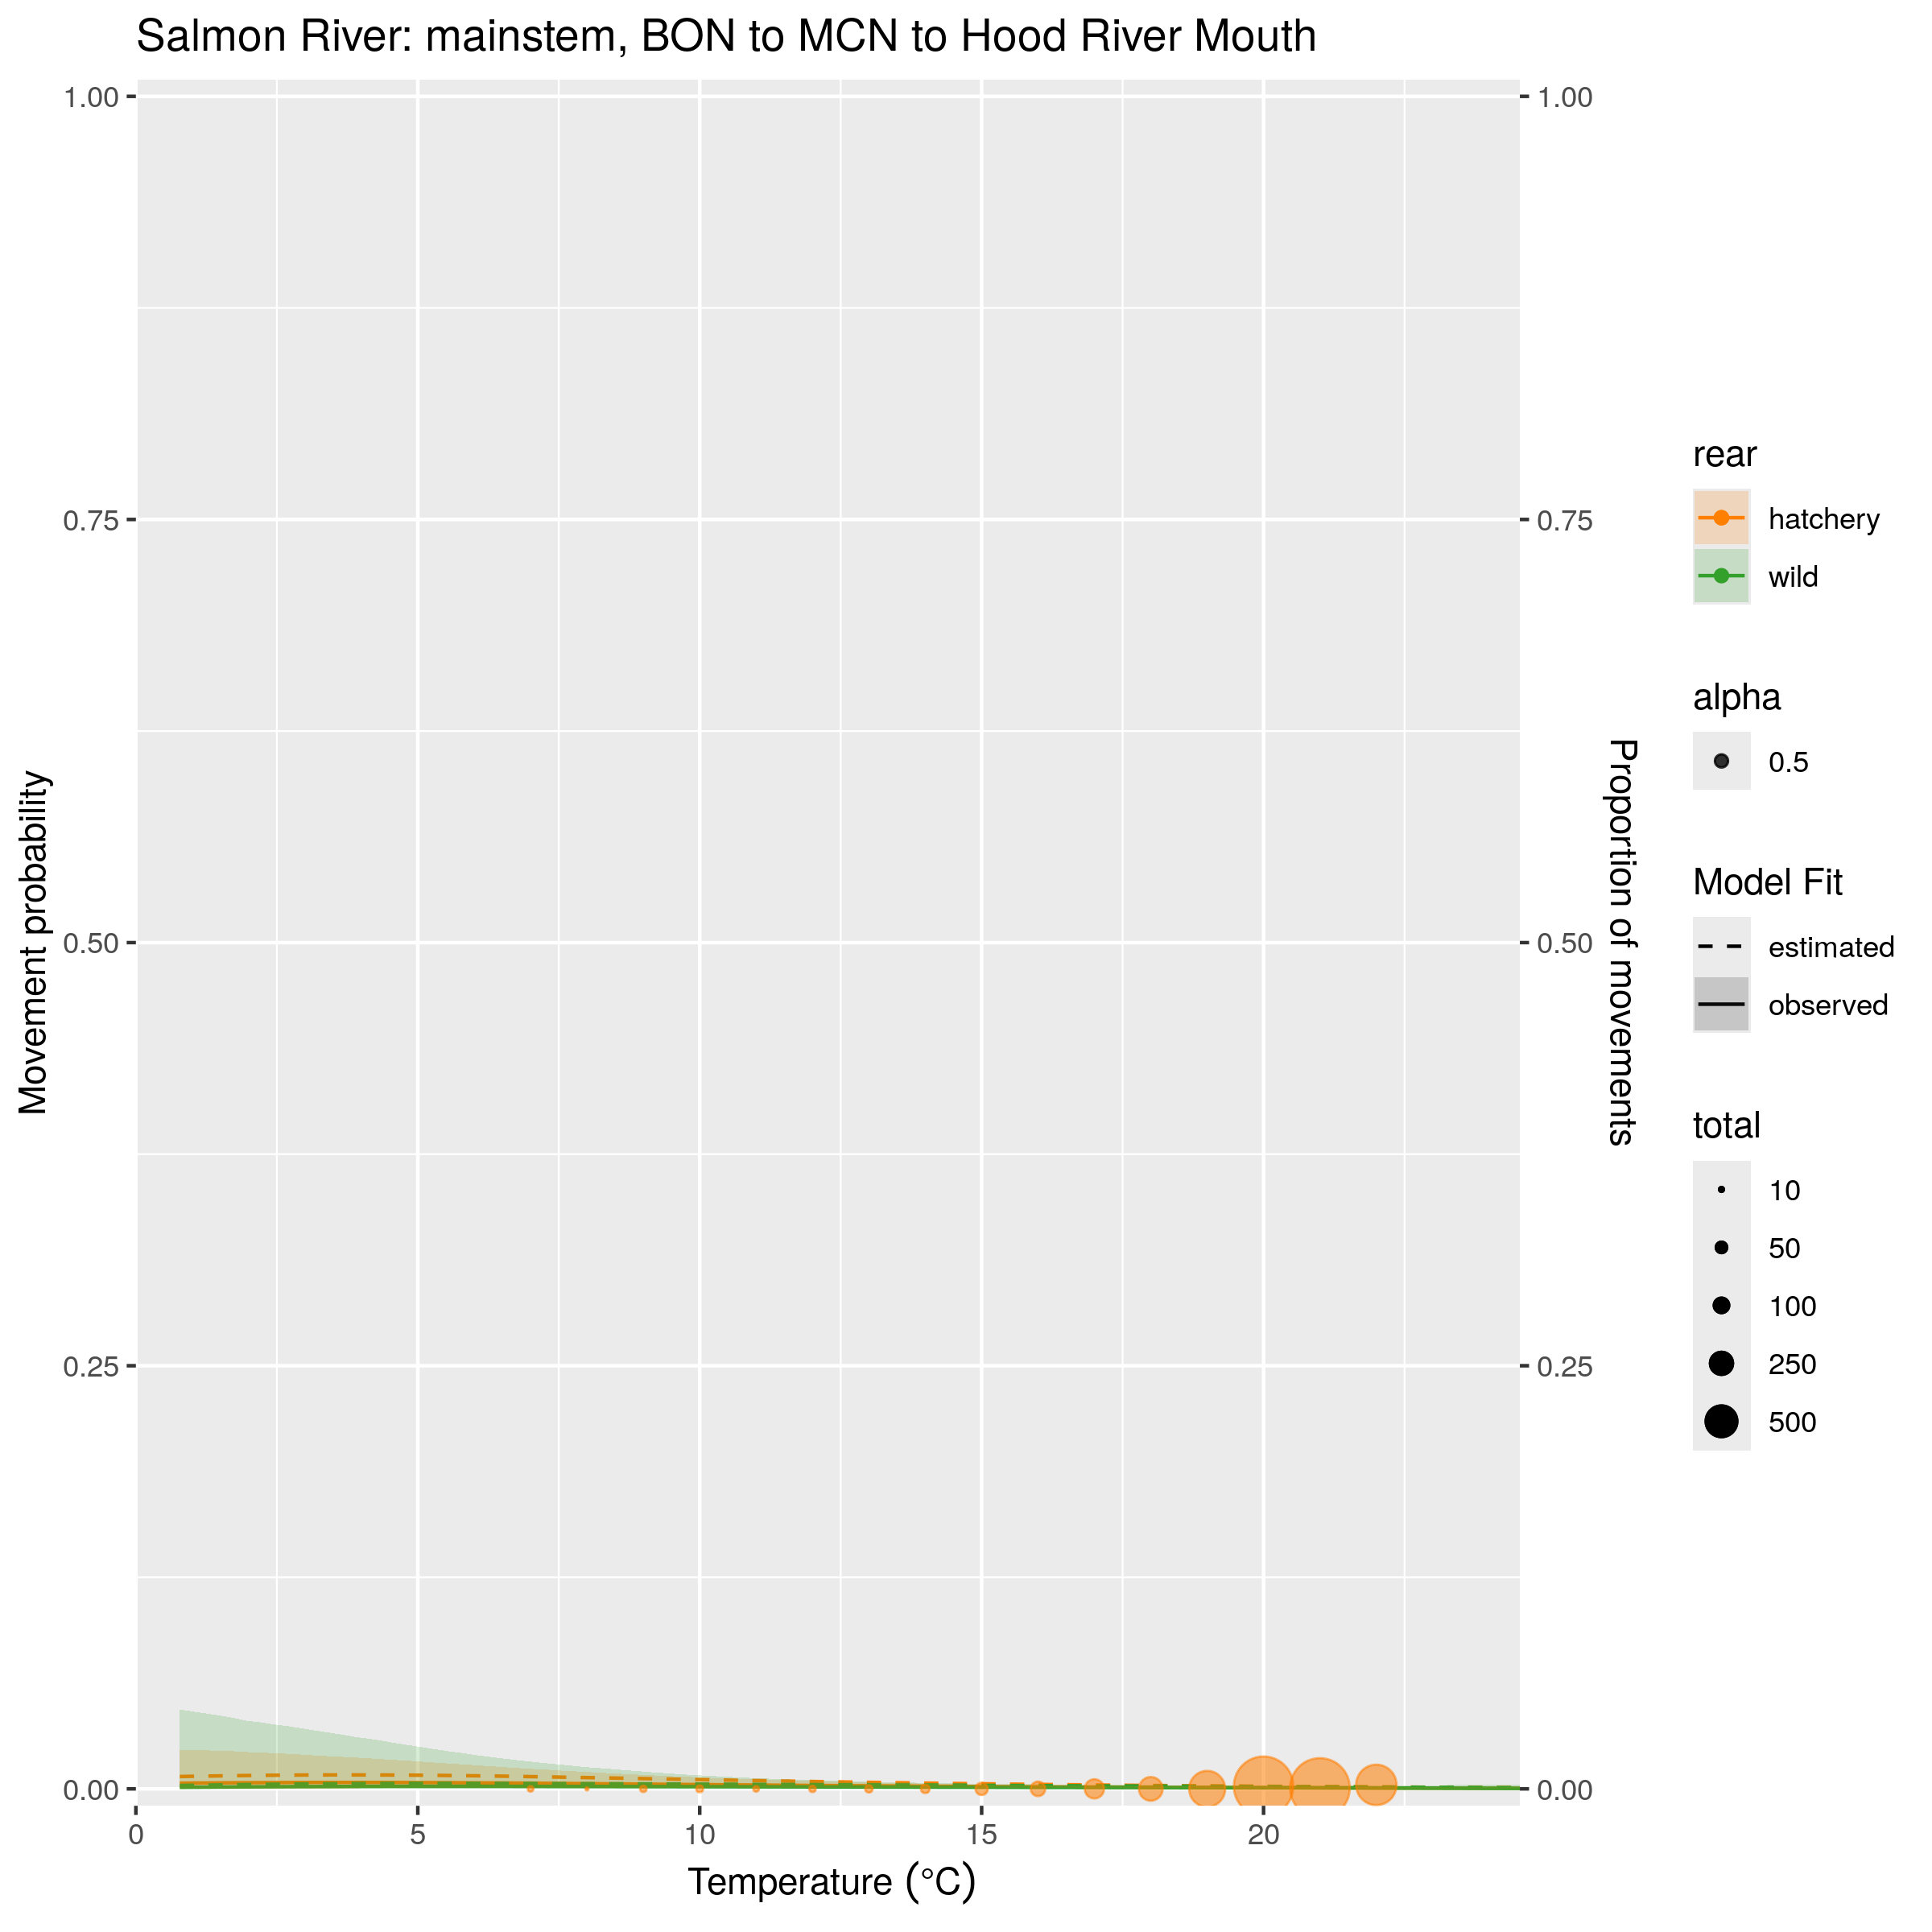 Salmon River: mainstem, BON to MCN to Hood River Mouth
Movement probability
1.00
0.75
0.50
0.25
0.00
0
5
10
15
20
Temperature (°C)
1.00
0.75
0.50
0.25
0.00
Proportion of movements
rear
hatchery
wild
alpha
0.5
Model Fit
estimated
observed
total
10
50
100
250
500